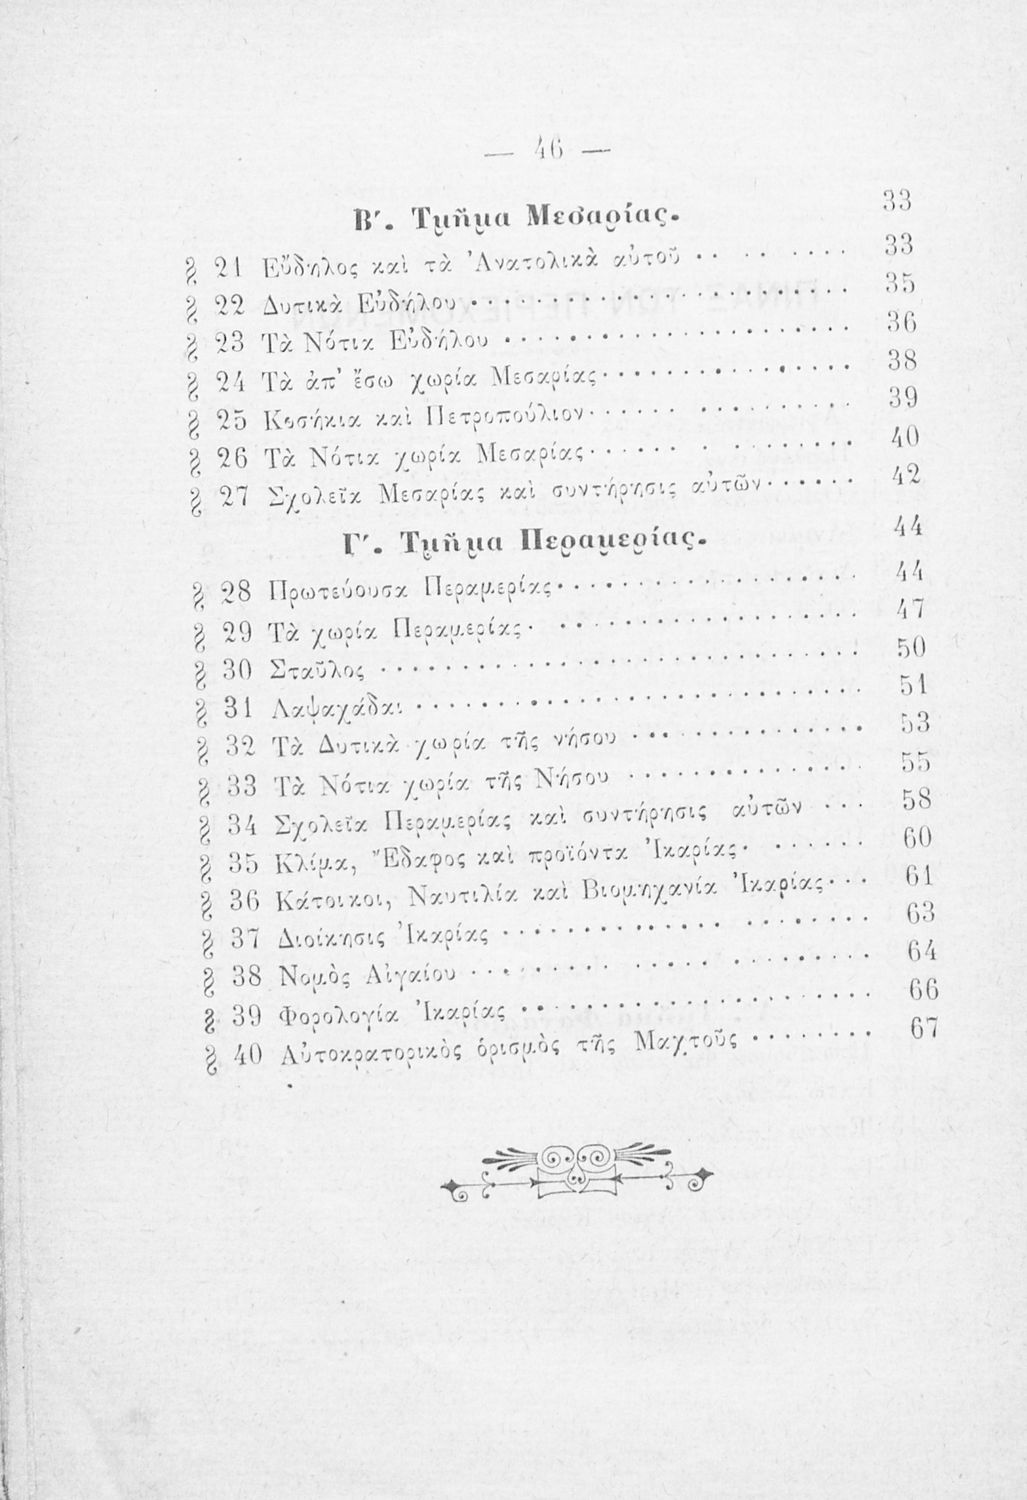 — 46 —
Β΄. Τμῆμα Μεσαρίας. 33
§ 21 Εὔδηλος καὶ τὰ Ἀνατολικὰ αὐτοῦ 33
§ 22 Δυτικὰ Εὐδήλου 35
§ 23 Τὰ Νότια Εὐδήλου 36
§ 24 Τὰ ἀπ' ἔσω χωρία Μεσαρίας 38
§ 25 Κοσήκια καὶ Πετροπούλιον 39
§ 26 Τὰ Νότια χωρία Μεσαρίας 40
§ 27 Σχολεῖα Μεσαρίας καὶ συντήρησις αὐτῶν 42
Γ΄. Τμῆμα Περαμερίας. 44
§ 28 Πρωτεύουσα Περαμερίας 44
§ 29 Τὰ χωρία Περαμερίας 47
§ 30 Σταῦλος 50
§ 31 Λαψαχάδαι 51
§ 32 Τὰ Δυτικὰ χωρία τῆς νήσου 53
§ 33 Τὰ Νότια χωρία τῆς Νήσου 55
§ 34 Σχολεῖα Περαμερίας καὶ συντήρησις αὐτῶν 58
§ 35 Κλίμα, Ἔδαφος καὶ προϊόντα Ἰκαρίας 60
§ 36 Κάτοικοι, Ναυτιλία καὶ Βιομηχανία Ἰκαρίας 61
§ 37 Διοίκησις Ἰκαρίας 63
§ 38 Νομὸς Αἰγαίου 64
§ 39 Φορολογία Ἰκαρίας 66
§ 40 Αὐτοκρατορικὸς ὁρισμὸς τῆς Μαχτοῦς 67